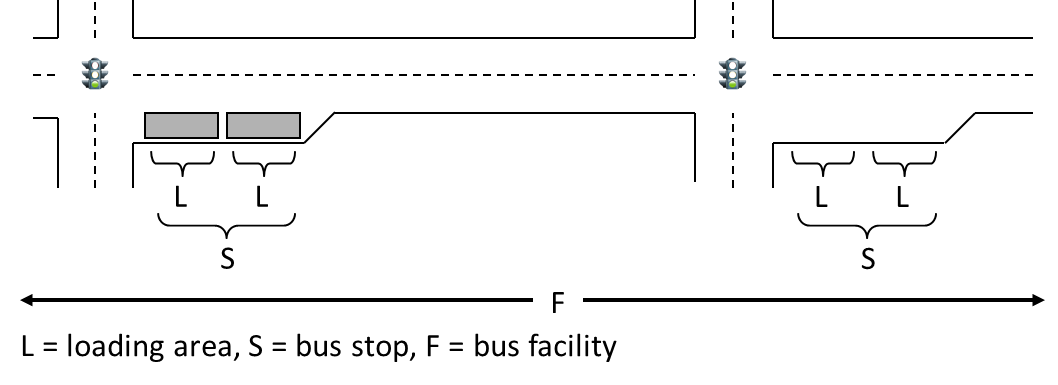 L L L L
S S
F
L = loading area, S = bus stop, F = bus facility